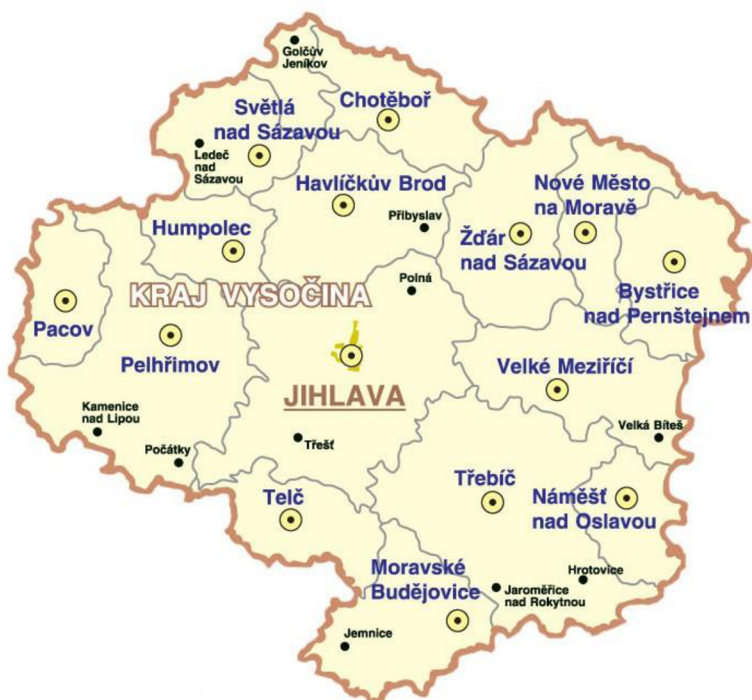 Golčův
Jeníkov
Chotěboř
Světlá
nad Sázavou
Ledeč
nad
Sázavou
Havlíčkův Brod
Přibyslav
Nové Město
na Moravě
Žďár
nad Sázavou
Humpolec
Polná
Bystřice
nad Pernštejnem
KRAJ VYSOČINA
Pacov
Pelhřimov
Velké Meziříčí
JIHLAVA
Kamenice
nad Lipou
Počátky
Třešť
Velká Bíteš
Telč
Třebíč
Náměšť
nad Oslavou
Moravské
Budějovice
Hrotovice
Jaroměřice
nad Rokytnou
Jemnice